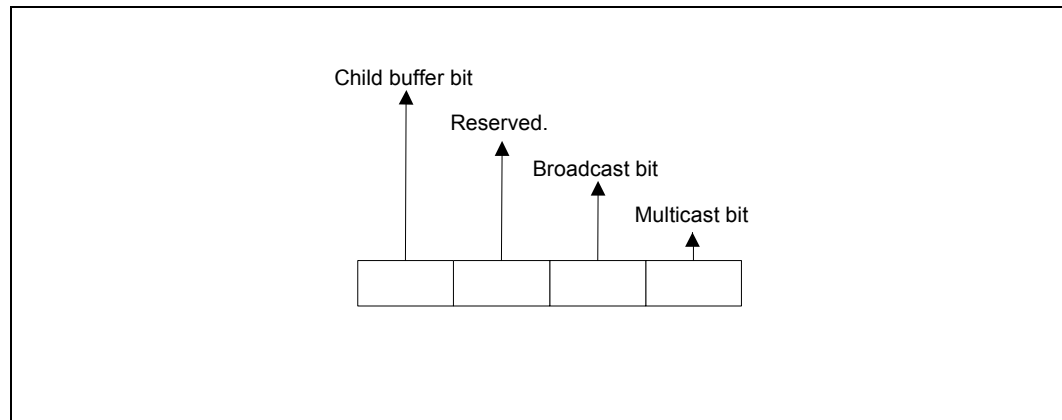 Child buffer bit
Reserved.
Broadcast bit
Multicast bit